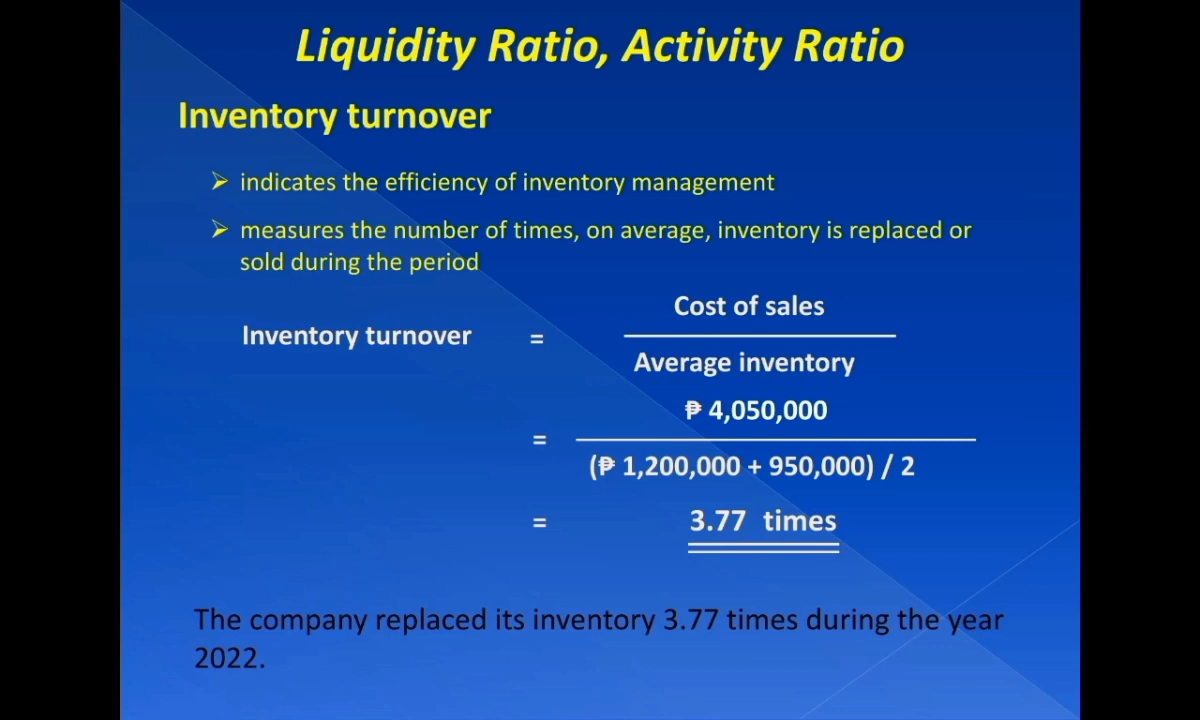 Liquidity Ratio, Activity Ratio
Inventory turnover
➢ indicates the efficiency of inventory management
➢ measures the number of times, on average, inventory is replaced or
sold during the period
Cost of sales
Inventory turnover =
Average inventory
₱ 4,050,000
=
(₱ 1,200,000 + 950,000) / 2
= 3.77 times
The company replaced its inventory 3.77 times during the year
2022.